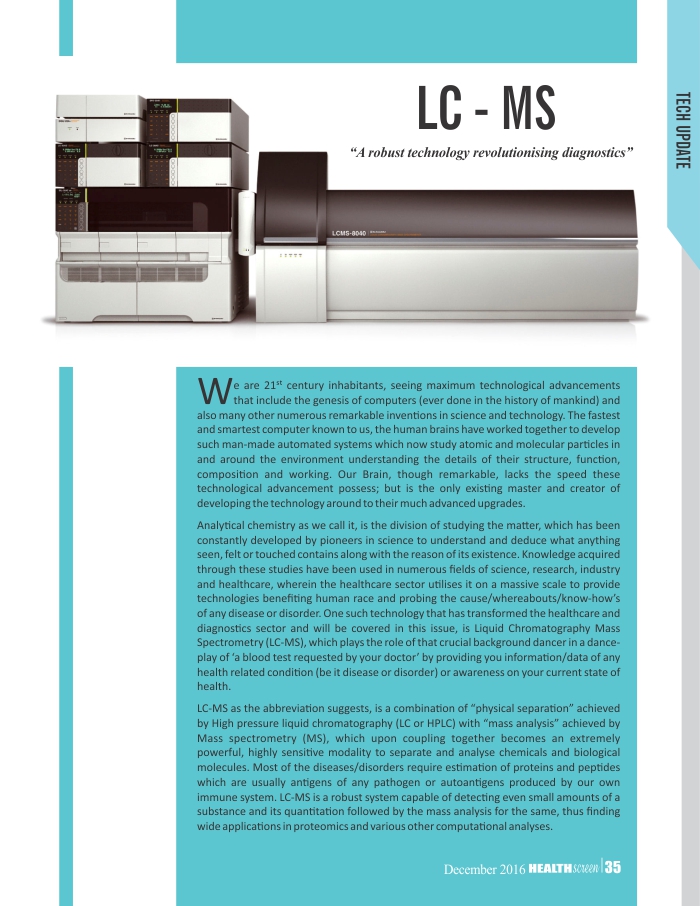 TECH UPDATE
LC - MS
“A robust technology revolutionising diagnostics”
LCMS-8040
We are 21st century inhabitants, seeing maximum technological advancements
that include the genesis of computers (ever done in the history of mankind) and
also many other numerous remarkable inventions in science and technology. The fastest
and smartest computer known to us, the human brains have worked together to develop
such man-made automated systems which now study atomic and molecular particles in
and around the environment understanding the details of their structure, function,
composition and working. Our Brain, though remarkable, lacks the speed these
technological advancement possess; but is the only existing master and creator of
developing the technology around to their much advanced upgrades.
Analytical chemistry as we call it, is the division of studying the matter, which has been
constantly developed by pioneers in science to understand and deduce what anything
seen, felt or touched contains along with the reason of its existence. Knowledge acquired
through these studies have been used in numerous fields of science, research, industry
and healthcare, wherein the healthcare sector utilises it on a massive scale to provide
technologies benefiting human race and probing the cause/whereabouts/know-how’s
of any disease or disorder. One such technology that has transformed the healthcare and
diagnostics sector and will be covered in this issue, is Liquid Chromatography Mass
Spectrometry (LC-MS), which plays the role of that crucial background dancer in a dance-
play of ‘a blood test requested by your doctor’ by providing you information/data of any
health related condition (be it disease or disorder) or awareness on your current state of
health.
LC-MS as the abbreviation suggests, is a combination of “physical separation” achieved
by High pressure liquid chromatography (LC or HPLC) with “mass analysis” achieved by
Mass spectrometry (MS), which upon coupling together becomes an extremely
powerful, highly sensitive modality to separate and analyse chemicals and biological
molecules. Most of the diseases/disorders require estimation of proteins and peptides
which are usually antigens of any pathogen or autoantigens produced by our own
immune system. LC-MS is a robust system capable of detecting even small amounts of a
substance and its quantitation followed by the mass analysis for the same, thus finding
wide applications in proteomics and various other computational analyses.
December 2016 HEALTHscreen 35